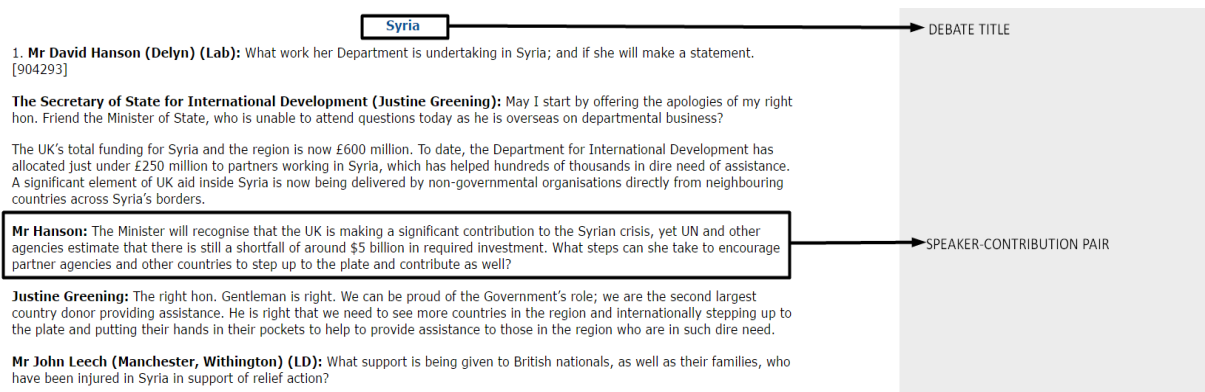 Syria
DEBATE TITLE
1. Mr David Hanson (Delyn) (Lab): What work her Department is undertaking in Syria; and if she will make a statement.
[904293]
The Secretary of State for International Development (Justine Greening): May I start by offering the apologies of my right
hon. Friend the Minister of State, who is unable to attend questions today as he is overseas on departmental business?
The UK's total funding for Syria and the region is now £600 million. To date, the Department for International Development has
allocated just under £250 million to partners working in Syria, which has helped hundreds of thousands in dire need of assistance.
A significant element of UK aid inside Syria is now being delivered by non-governmental organisations directly from neighbouring
countries across Syria's borders.
Mr Hanson: The Minister will recognise that the UK is making a significant contribution to the Syrian crisis, yet UN and other
agencies estimate that there is still a shortfall of around $5 billion in required investment. What steps can she take to encourage
partner agencies and other countries to step up to the plate and contribute as well?
SPEAKER-CONTRIBUTION PAIR
Justine Greening: The right hon. Gentleman is right. We can be proud of the Government's role; we are the second largest
country donor providing assistance. He is right that we need to see more countries in the region and internationally stepping up to
the plate and putting their hands in their pockets to help to provide assistance to those in the region who are in such dire need.
Mr John Leech (Manchester, Withington) (LD): What support is being given to British nationals, as well as their families, who
have been injured in Syria in support of relief action?